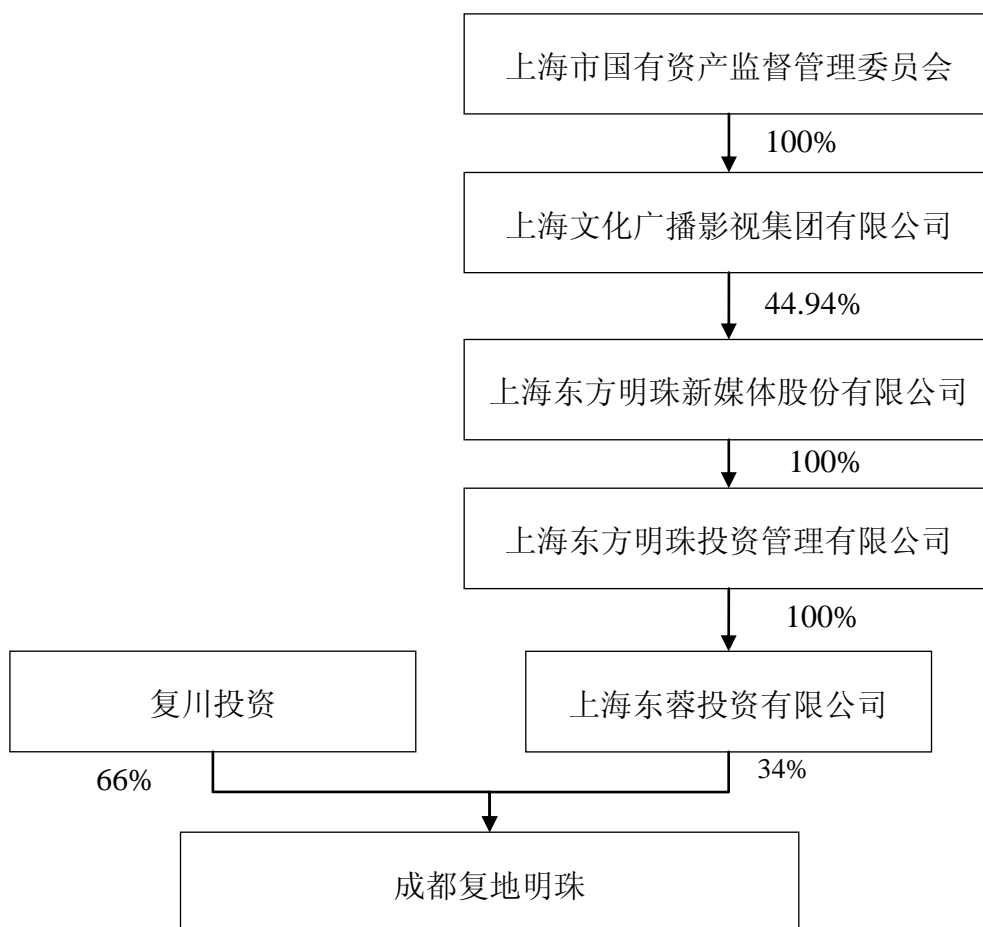 上海市国有资产监督管理委员会
100%
上海文化广播影视集团有限公司
44.94%
上海东方明珠新媒体股份有限公司
100%
上海东方明珠投资管理有限公司
100%
复川投资
上海东蓉投资有限公司
66%
34%
成都复地明珠